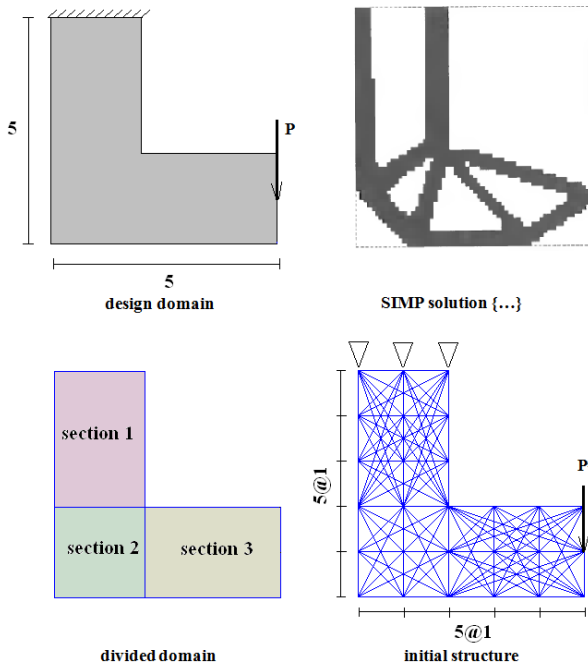 5
P
5
design domain
SIMP solution {...}
section 1
section 2
section 3
divided domain
5@1
P
5@1
initial structure